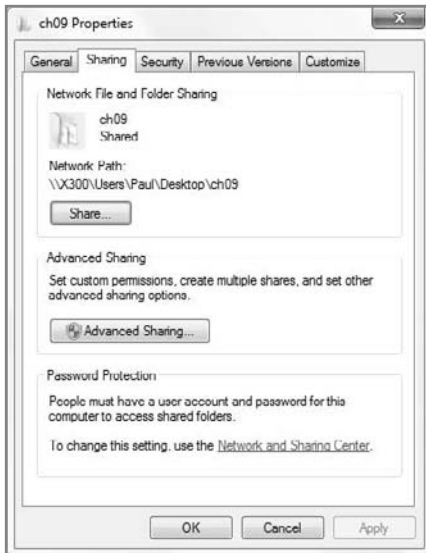 ch09 Properties
General Sharing Security Previous Versions Customize
Network File and Folder Sharing
ch09
Shared
Network Path:
\\X300\Users\Paul\Desktop\ch09
Share...
Advanced Sharing
Set custom permissions, create multiple shares, and set other
advanced sharing options.
Advanced Sharing...
Password Protection
People must have a user account and password for this
computer to access shared folders.
To change this setting, use the Network and Sharing Center.
OK Cancel Apply